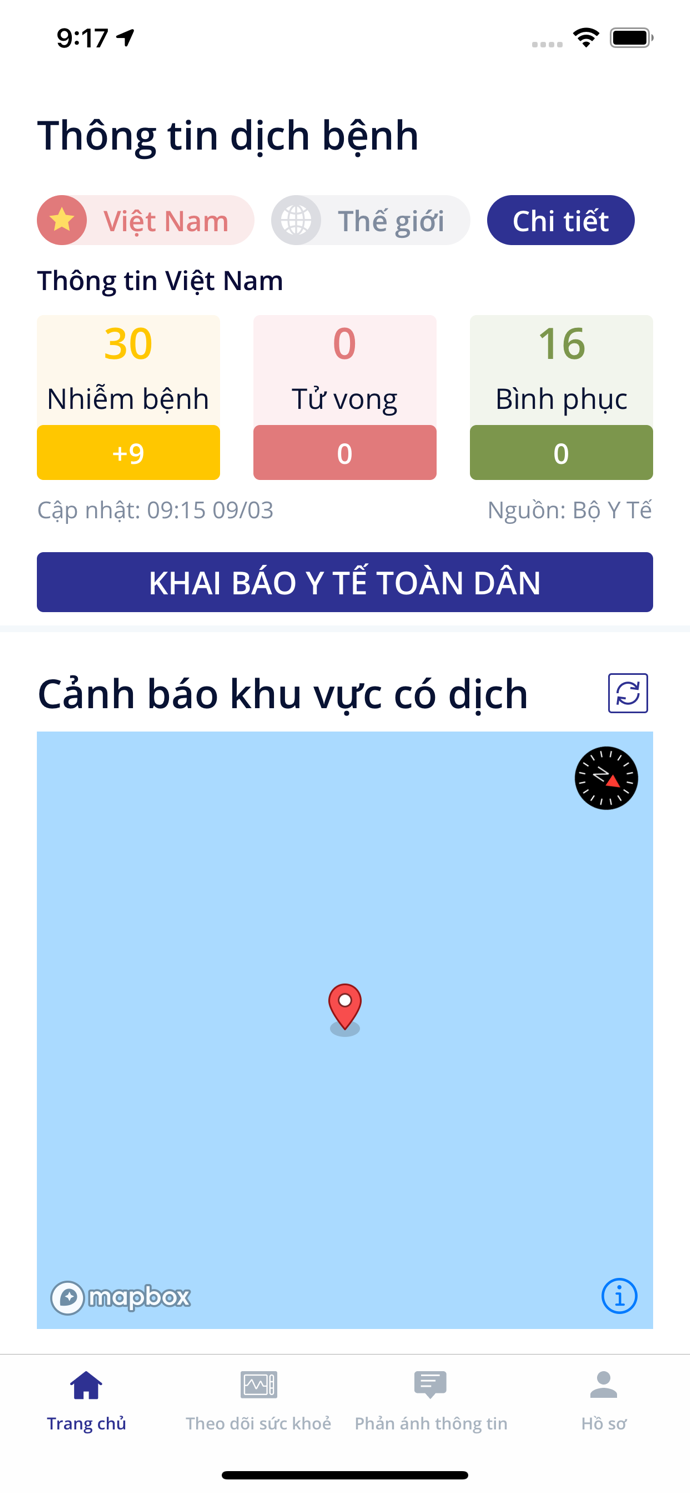 9:17
Thông tin dịch bệnh
Việt Nam Thế giới Chi tiết
Thông tin Việt Nam
30 0 16
Nhiễm bệnh Tử vong Bình phục
+9 0 0
Cập nhật: 09:15 09/03 Nguồn: Bộ Y Tế
KHAI BÁO Y TẾ TOÀN DÂN
Cảnh báo khu vực có dịch
N
mapbox
i
Trang chủ Theo dõi sức khoẻ Phản ánh thông tin Hồ sơ